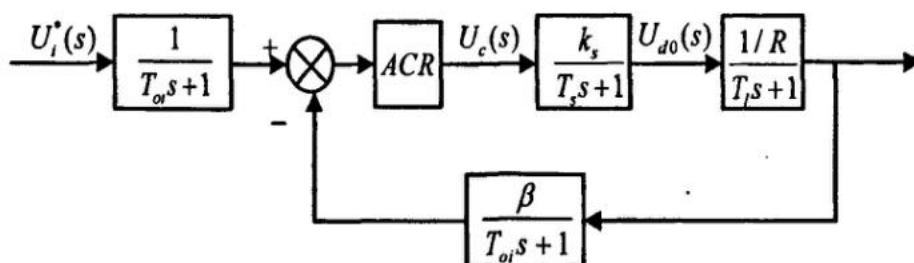 U_i^*(s)
1
T_{oi}s+1
+
−
ACR
U_c(s)
k_s
T_s s+1
U_{d0}(s)
1/R
T_l s+1
β
T_{oi}s+1